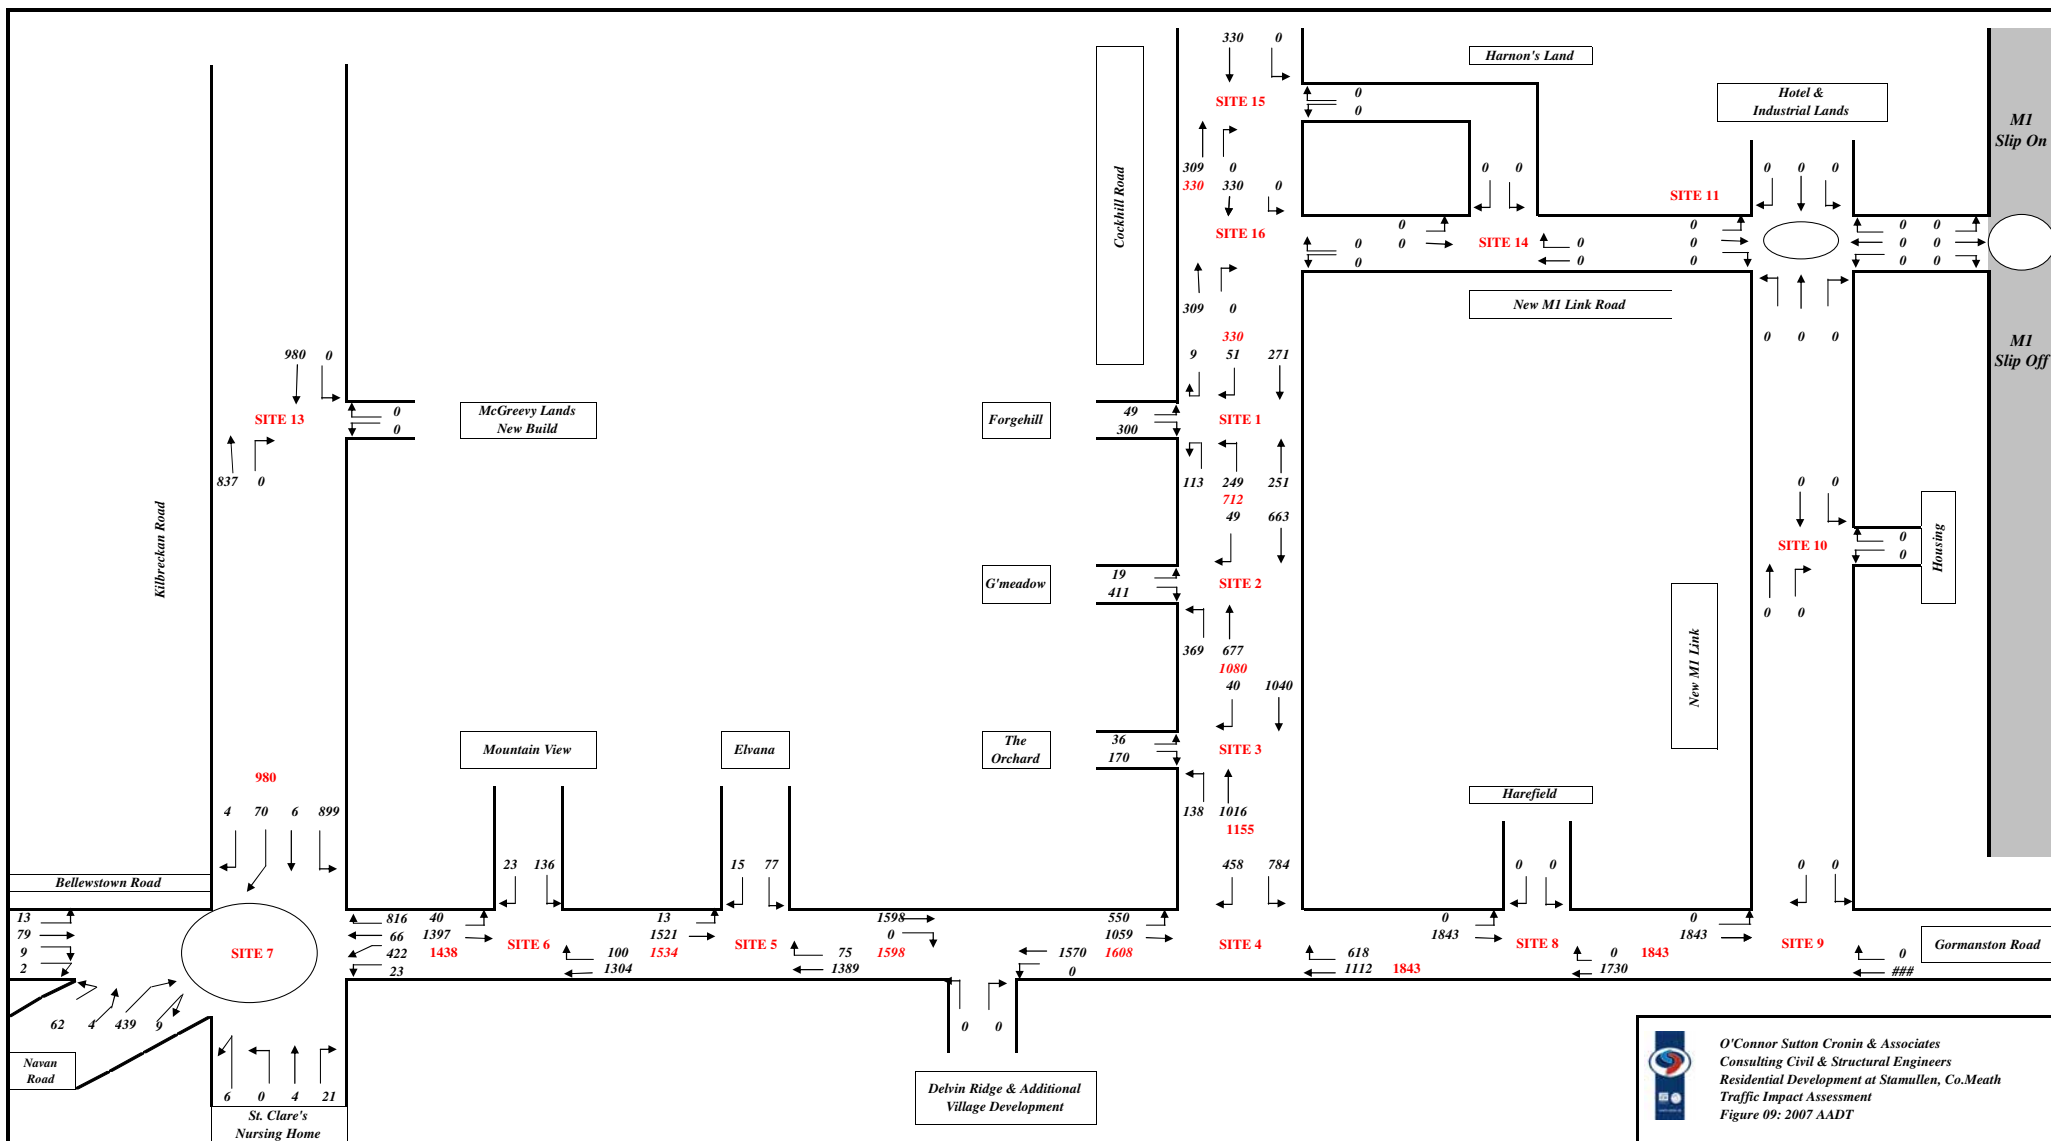 330 0
Harnon's Land
SITE 15
0
0
Hotel &
Industrial Lands
M1
Slip On
Cockhill Road
309 0
330 330 0
SITE 16
0
0
0 0
0
0
SITE 14
0
0
SITE 11
0 0 0
0
0
0
0 0
0 0
0 0
309 0
New M1 Link Road
0 0 0
M1
Slip Off
330
9 51 271
980 0
SITE 13
0
0
McGreevy Lands
New Build
Forgehill
49
300
SITE 1
837 0
113 249 251
712
49 663
Kilbreckan Road
0 0
SITE 10
0
0
Housing
G'meadow
19
411
SITE 2
0 0
369 677
1080
40 1040
New M1 Link
Mountain View
Elvana
The
Orchard
36
170
SITE 3
980
4 70 6 899
138 1016
1155
Harefield
Bellewstown Road
23 136
15 77
458 784
0 0
0 0
13
79
9
2
SITE 7
816
66
422
23
40
1397
1438
SITE 6
100
1304
13
1521
1534
SITE 5
75
1389
1598
0
1598
1570
0
550
1059
1608
SITE 4
618
1112
1843
0
1843
SITE 8
0
1730
1843
0
1843
SITE 9
0
###
Gormanston Road
62 4 439 9
0 0
Navan
Road
6 0 4 21
St. Clare's
Nursing Home
Delvin Ridge & Additional
Village Development
O'Connor Sutton Cronin & Associates
Consulting Civil & Structural Engineers
Residential Development at Stamullen, Co.Meath
Traffic Impact Assessment
Figure 09: 2007 AADT